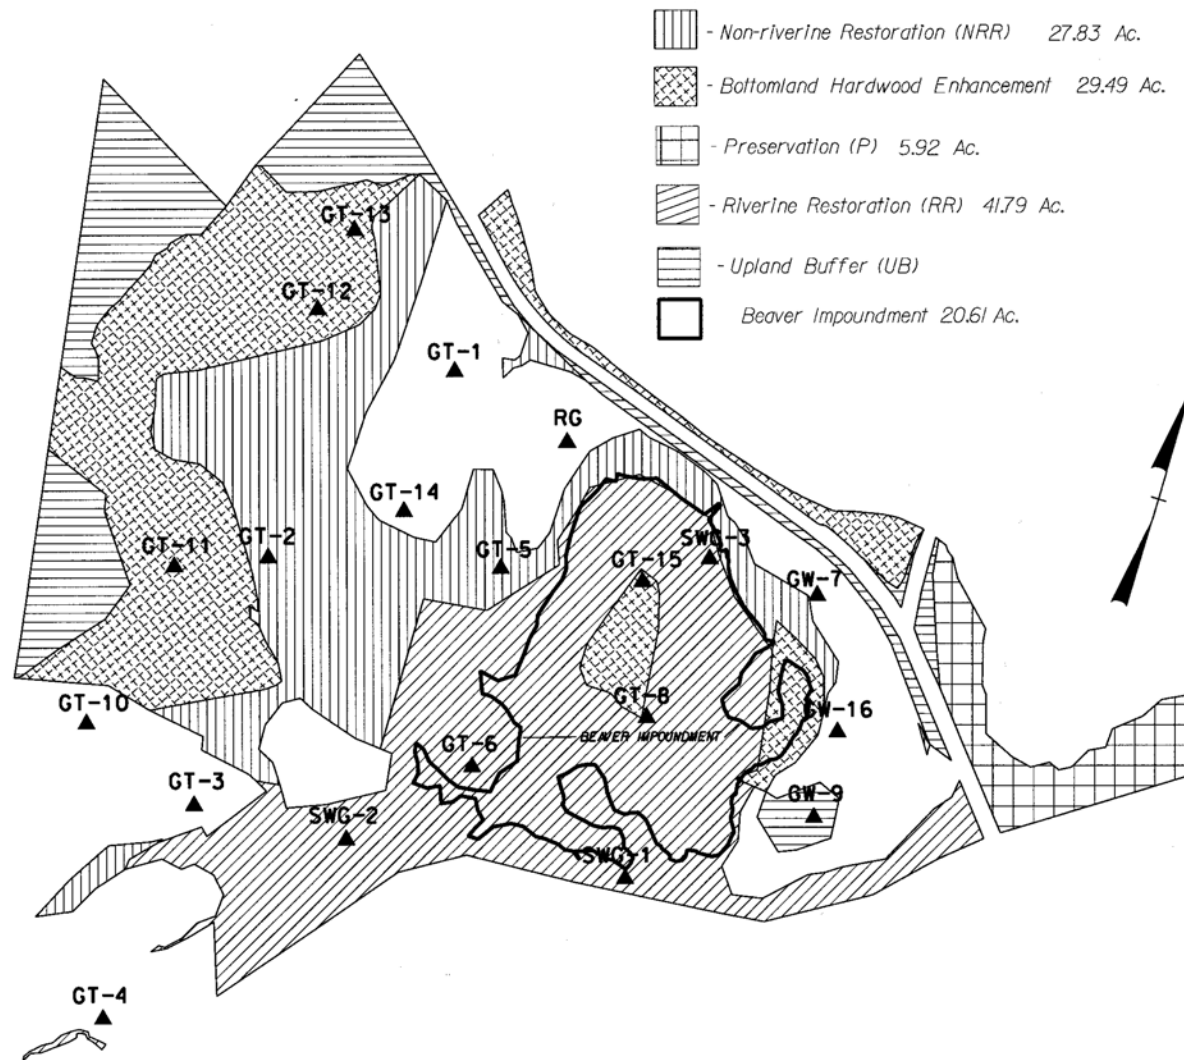 - Non-riverine Restoration (NRR) 27.83 Ac.
- Bottomland Hardwood Enhancement 29.49 Ac.
- Preservation (P) 5.92 Ac.
- Riverine Restoration (RR) 41.79 Ac.
- Upland Buffer (UB)
Beaver Impoundment 20.61 Ac.
GT-13
GT-12
GT-1
RG
GT-14
GT-11
GT-2
GT-5
SWG-3
GT-15
GW-7
GT-10
GT-8
GW-16
BEAVER IMPOUNDMENT
GT-6
GT-3
GW-9
SWG-2
SWG-1
GT-4